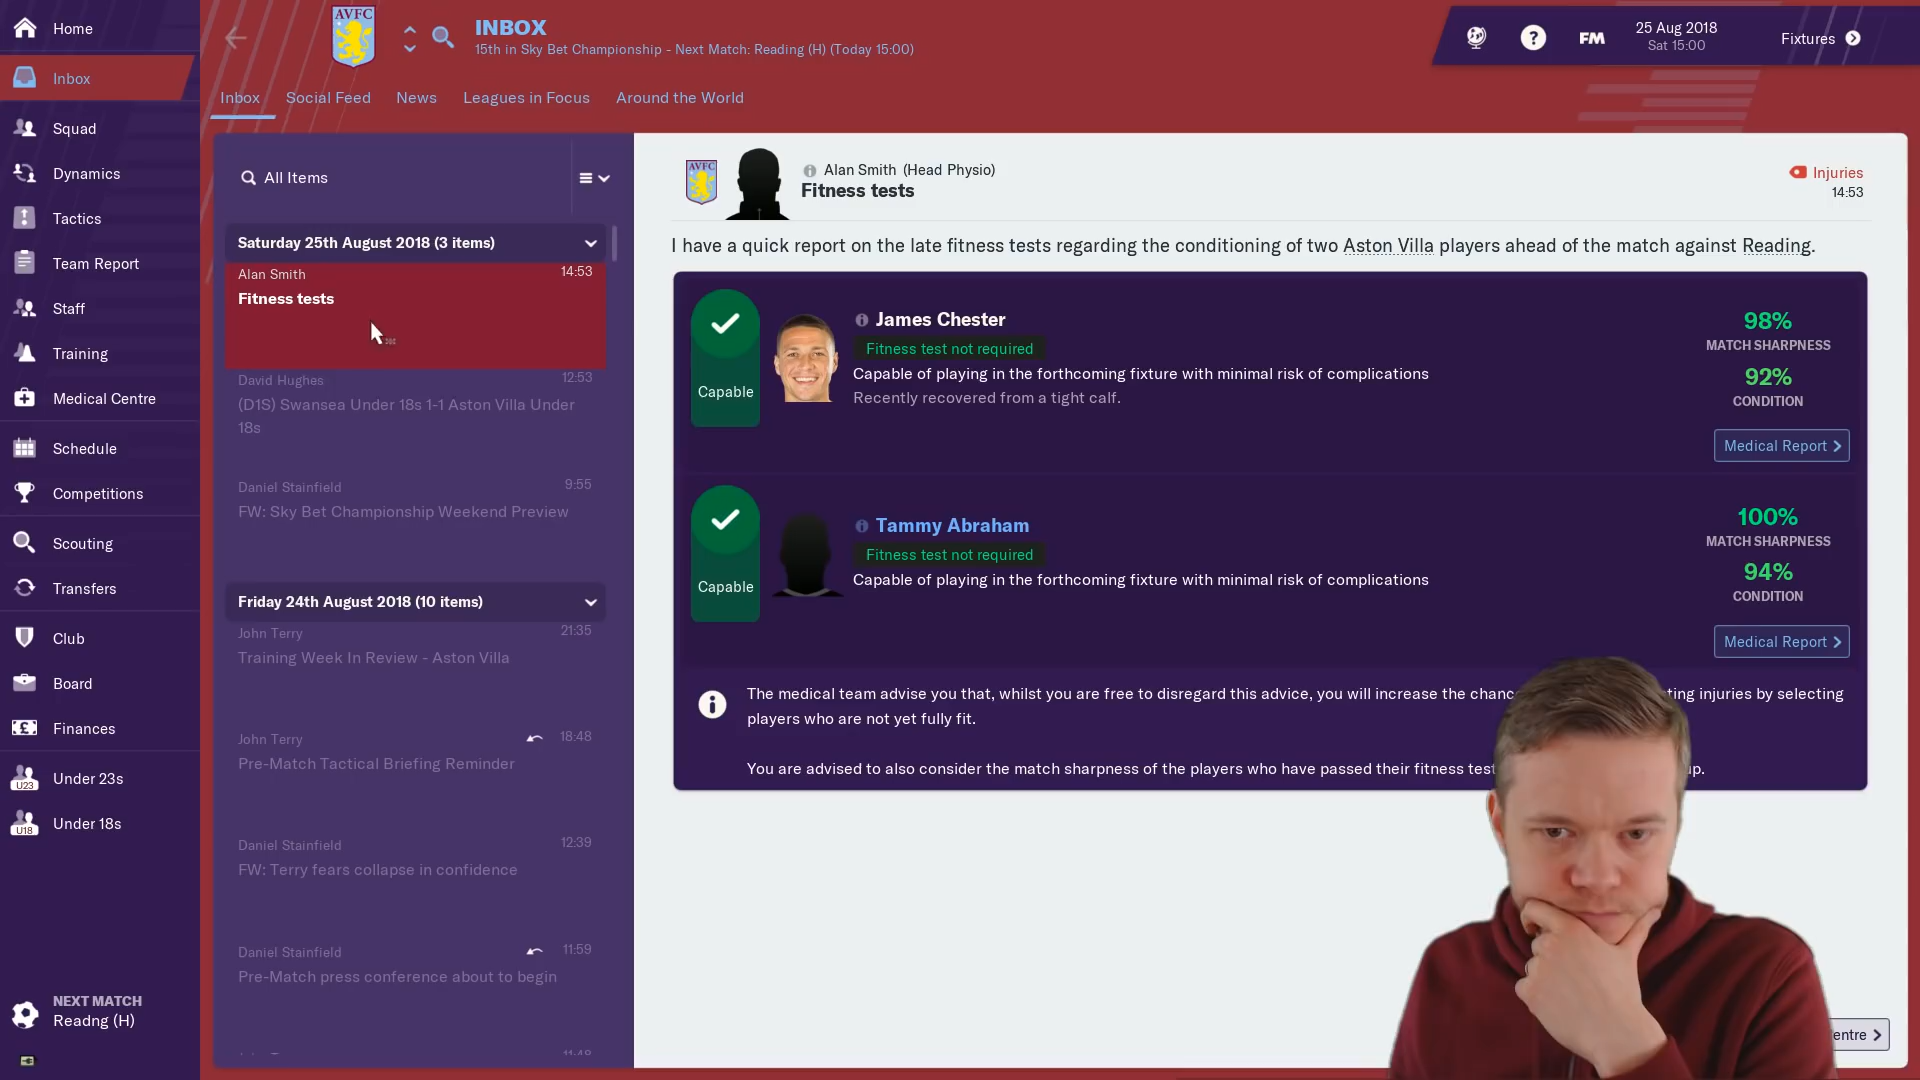 Home
Inbox
Squad
Dynamics
Tactics
Team Report
Staff
Training
Medical Centre
Schedule
Competitions
Scouting
Transfers
Club
Board
Finances
U23
Under 23s
U18
Under 18s
NEXT MATCH
Readng (H)
AVFC
INBOX
15th in Sky Bet Championship - Next Match: Reading (H) (Today 15:00)
FM
25 Aug 2018
Sat 15:00
Fixtures
Inbox
Social Feed
News
Leagues in Focus
Around the World
All Items
Saturday 25th August 2018 (3 items)
Alan Smith
14:53
Fitness tests
David Hughes
12:53
(D1S) Swansea Under 18s 1-1 Aston Villa Under
18s
Daniel Stainfield
9:55
FW: Sky Bet Championship Weekend Preview
Friday 24th August 2018 (10 items)
John Terry
21:35
Training Week In Review - Aston Villa
John Terry
18:48
Pre-Match Tactical Briefing Reminder
Daniel Stainfield
12:39
FW: Terry fears collapse in confidence
Daniel Stainfield
11:59
Pre-Match press conference about to begin
AVFC
Alan Smith (Head Physio)
Fitness tests
Injuries
14:53
I have a quick report on the late fitness tests regarding the conditioning of two Aston Villa players ahead of the match against Reading.
Capable
James Chester
Fitness test not required
Capable of playing in the forthcoming fixture with minimal risk of complications
Recently recovered from a tight calf.
98%
MATCH SHARPNESS
92%
CONDITION
Medical Report
Capable
Tammy Abraham
Fitness test not required
Capable of playing in the forthcoming fixture with minimal risk of complications
100%
MATCH SHARPNESS
94%
CONDITION
Medical Report
The medical team advise you that, whilst you are free to disregard this advice, you will increase the chanc ting injuries by selecting
players who are not yet fully fit.
You are advised to also consider the match sharpness of the players who have passed their fitness test up.
entre